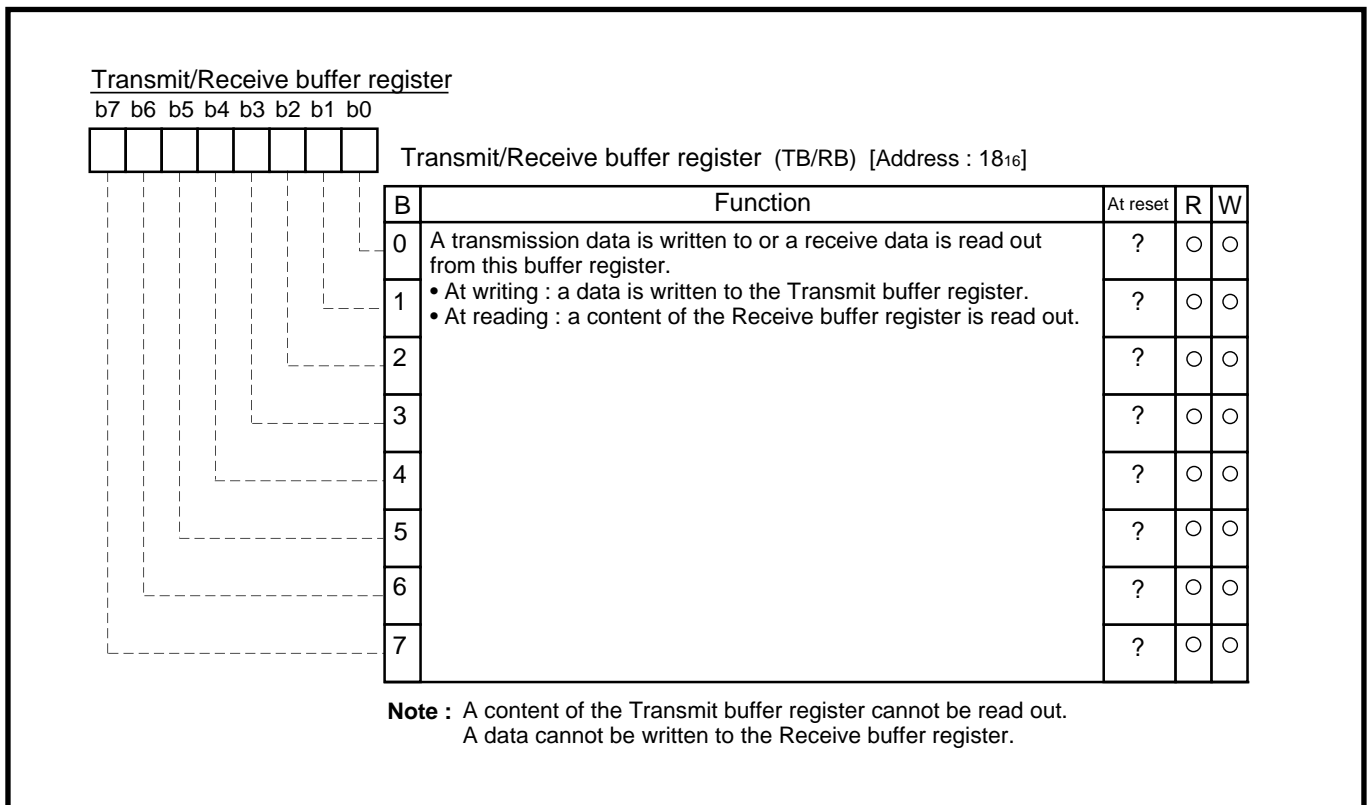 Transmit/Receive buffer register
b7 b6 b5 b4 b3 b2 b1 b0
Transmit/Receive buffer register (TB/RB) [Address : 18₁₆]
B Function At reset R W
0 A transmission data is written to or a receive data is read out ? ○ ○
from this buffer register.
1 • At writing : a data is written to the Transmit buffer register. ? ○ ○
• At reading : a content of the Receive buffer register is read out.
2 ? ○ ○
3 ? ○ ○
4 ? ○ ○
5 ? ○ ○
6 ? ○ ○
7 ? ○ ○
Note : A content of the Transmit buffer register cannot be read out.
A data cannot be written to the Receive buffer register.